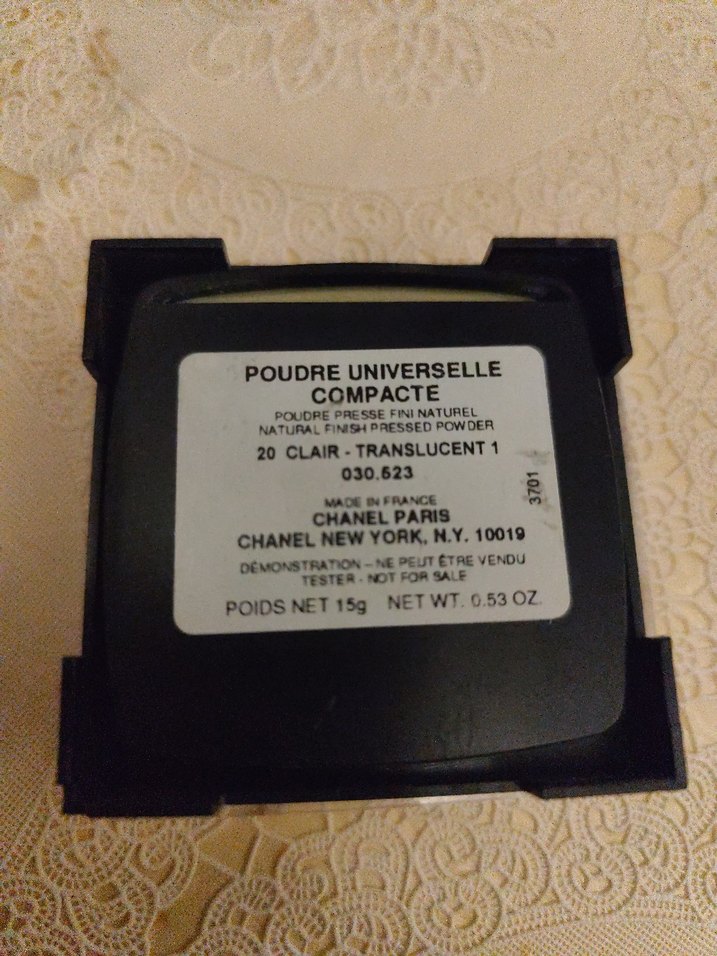 POUDRE UNIVERSELLE
COMPACTE
POUDRE PRESSE FINI NATUREL
NATURAL FINISH PRESSED POWDER
20 CLAIR - TRANSLUCENT 1
030.523
3701
MADE IN FRANCE
CHANEL PARIS
CHANEL NEW YORK, N.Y. 10019
DÉMONSTRATION – NE PEUT ÊTRE VENDU
TESTER - NOT FOR SALE
POIDS NET 15g NET WT. 0.53 OZ.